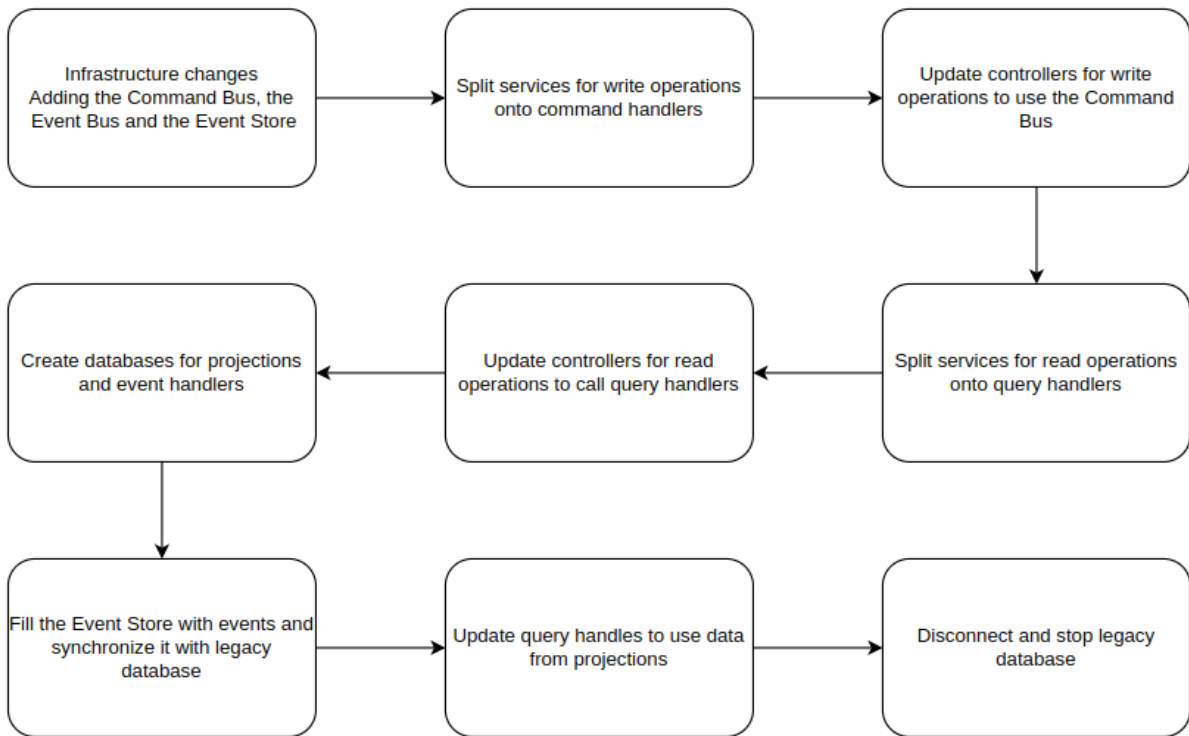 Infrastructure changes
Adding the Command Bus, the
Event Bus and the Event Store
Split services for write operations
onto command handlers
Update controllers for write
operations to use the Command
Bus
Split services for read operations
onto query handlers
Update controllers for read
operations to call query handlers
Create databases for projections
and event handlers
Fill the Event Store with events and
synchronize it with legacy
database
Update query handles to use data
from projections
Disconnect and stop legacy
database